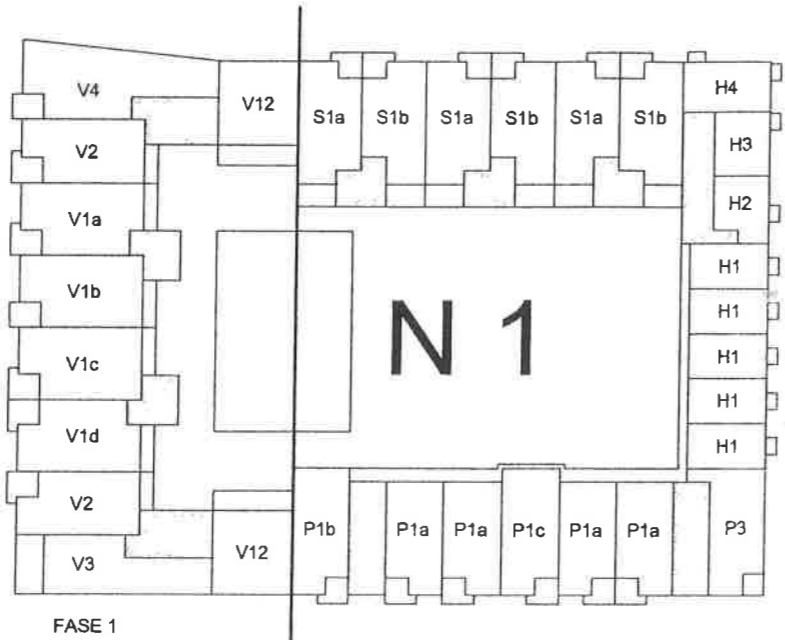 V4
V12
S1a
S1b
S1a
S1b
S1a
S1b
H4
V2
H3
V1a
H2
V1b
H1
N 1
H1
V1c
H1
V1d
H1
H1
V2
V12
P1b
P1a
P1a
P1c
P1a
P1a
P3
V3
FASE 1